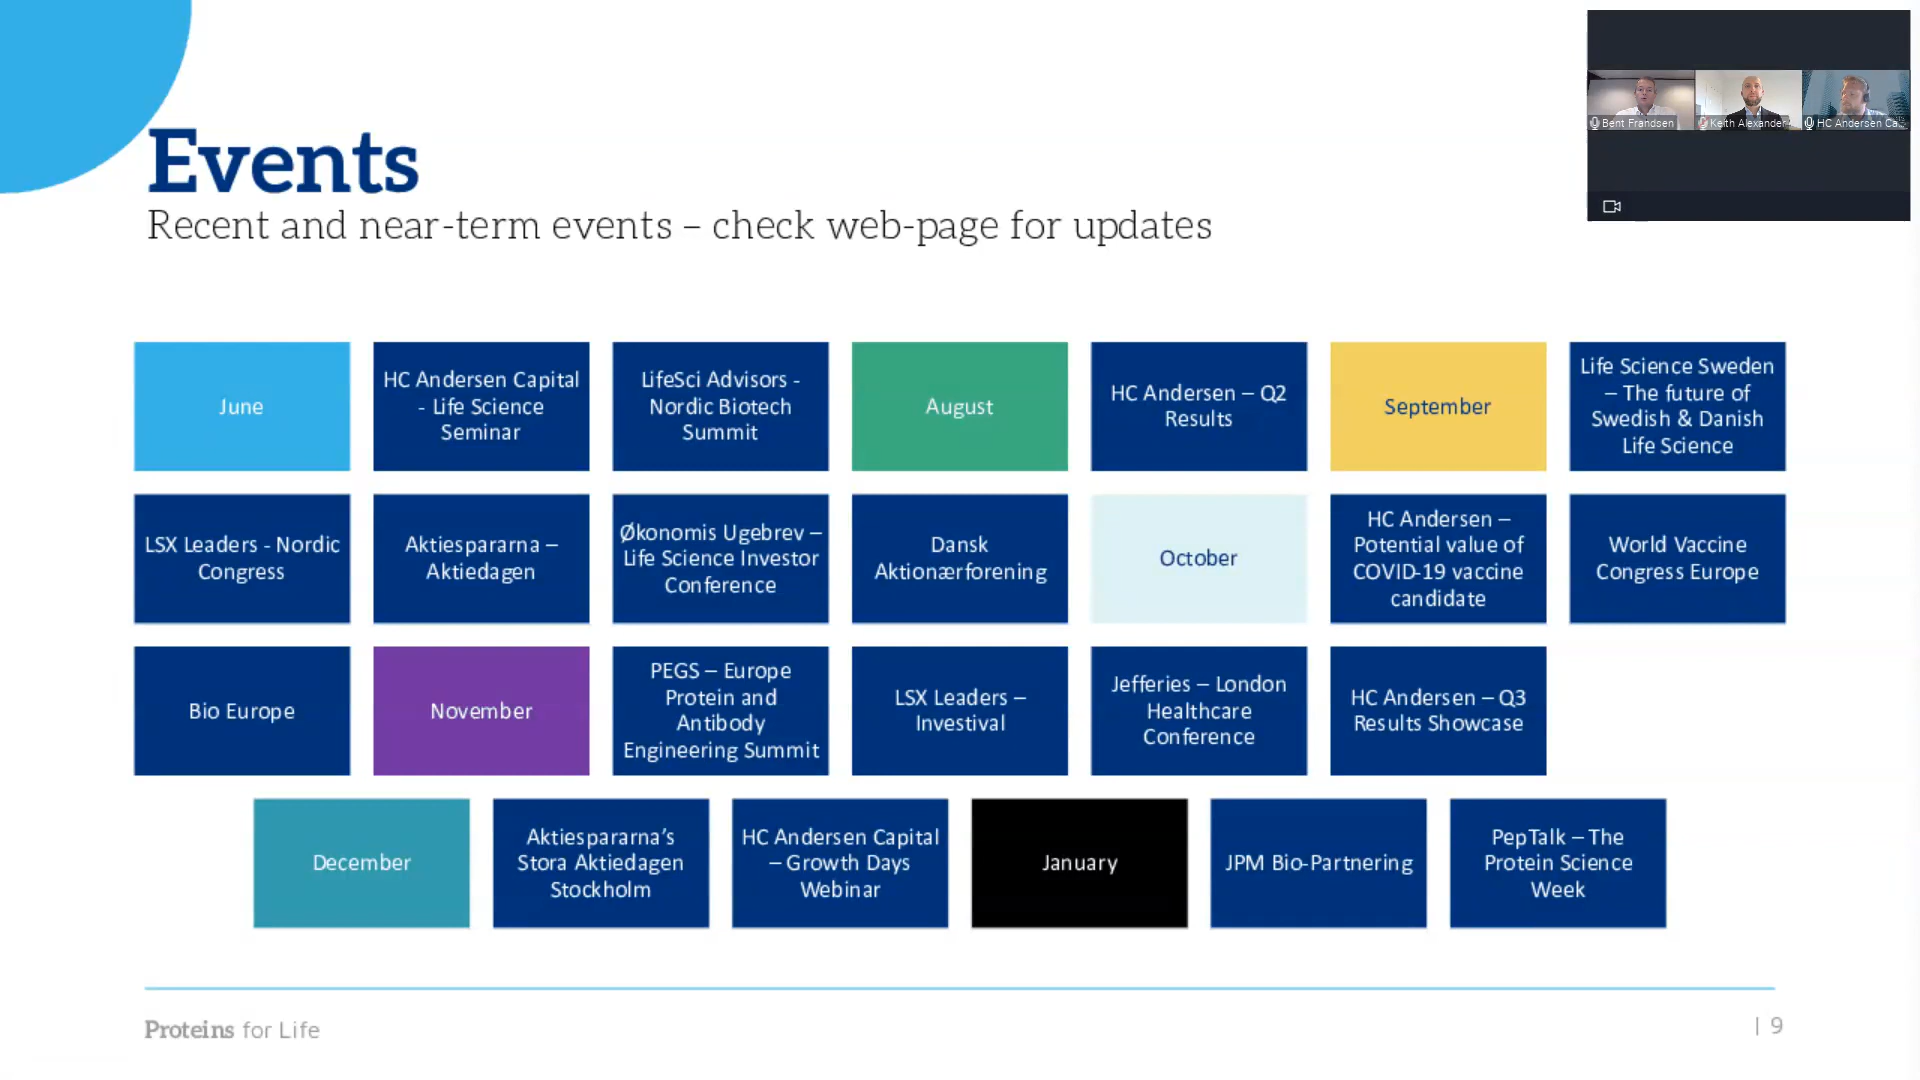 Bent Frandsen
Keith Alexander
HC Andersen Ca...
Events
Recent and near-term events – check web-page for updates
June
HC Andersen Capital
- Life Science
Seminar
LifeSci Advisors -
Nordic Biotech
Summit
August
HC Andersen – Q2
Results
September
Life Science Sweden
– The future of
Swedish & Danish
Life Science
LSX Leaders - Nordic
Congress
Aktiespararna –
Aktiedagen
Økonomis Ugebrev –
Life Science Investor
Conference
Dansk
Aktionærforening
October
HC Andersen –
Potential value of
COVID-19 vaccine
candidate
World Vaccine
Congress Europe
Bio Europe
November
PEGS – Europe
Protein and
Antibody
Engineering Summit
LSX Leaders –
Investival
Jefferies – London
Healthcare
Conference
HC Andersen – Q3
Results Showcase
December
Aktiespararna’s
Stora Aktiedagen
Stockholm
HC Andersen Capital
– Growth Days
Webinar
January
JPM Bio-Partnering
PepTalk – The
Protein Science
Week
Proteins for Life
| 9